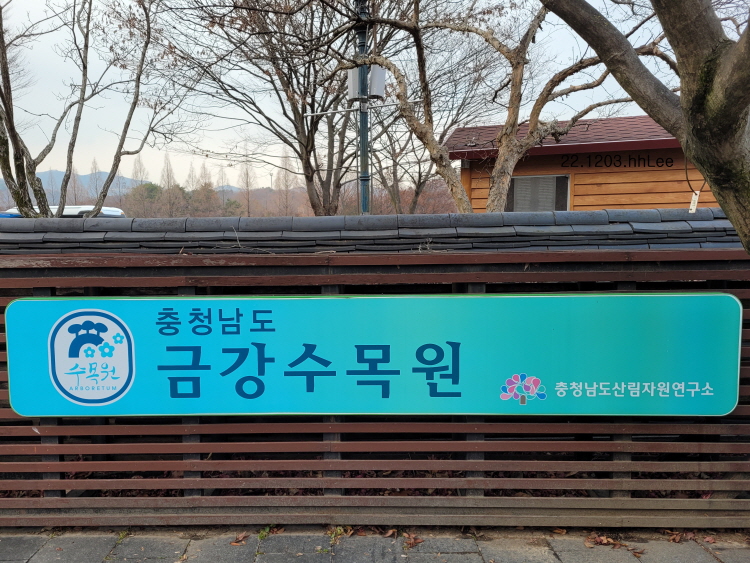 22.1203.hhLee
충청남도
금강수목원
수목원
ARBORETUM
충청남도산림자원연구소